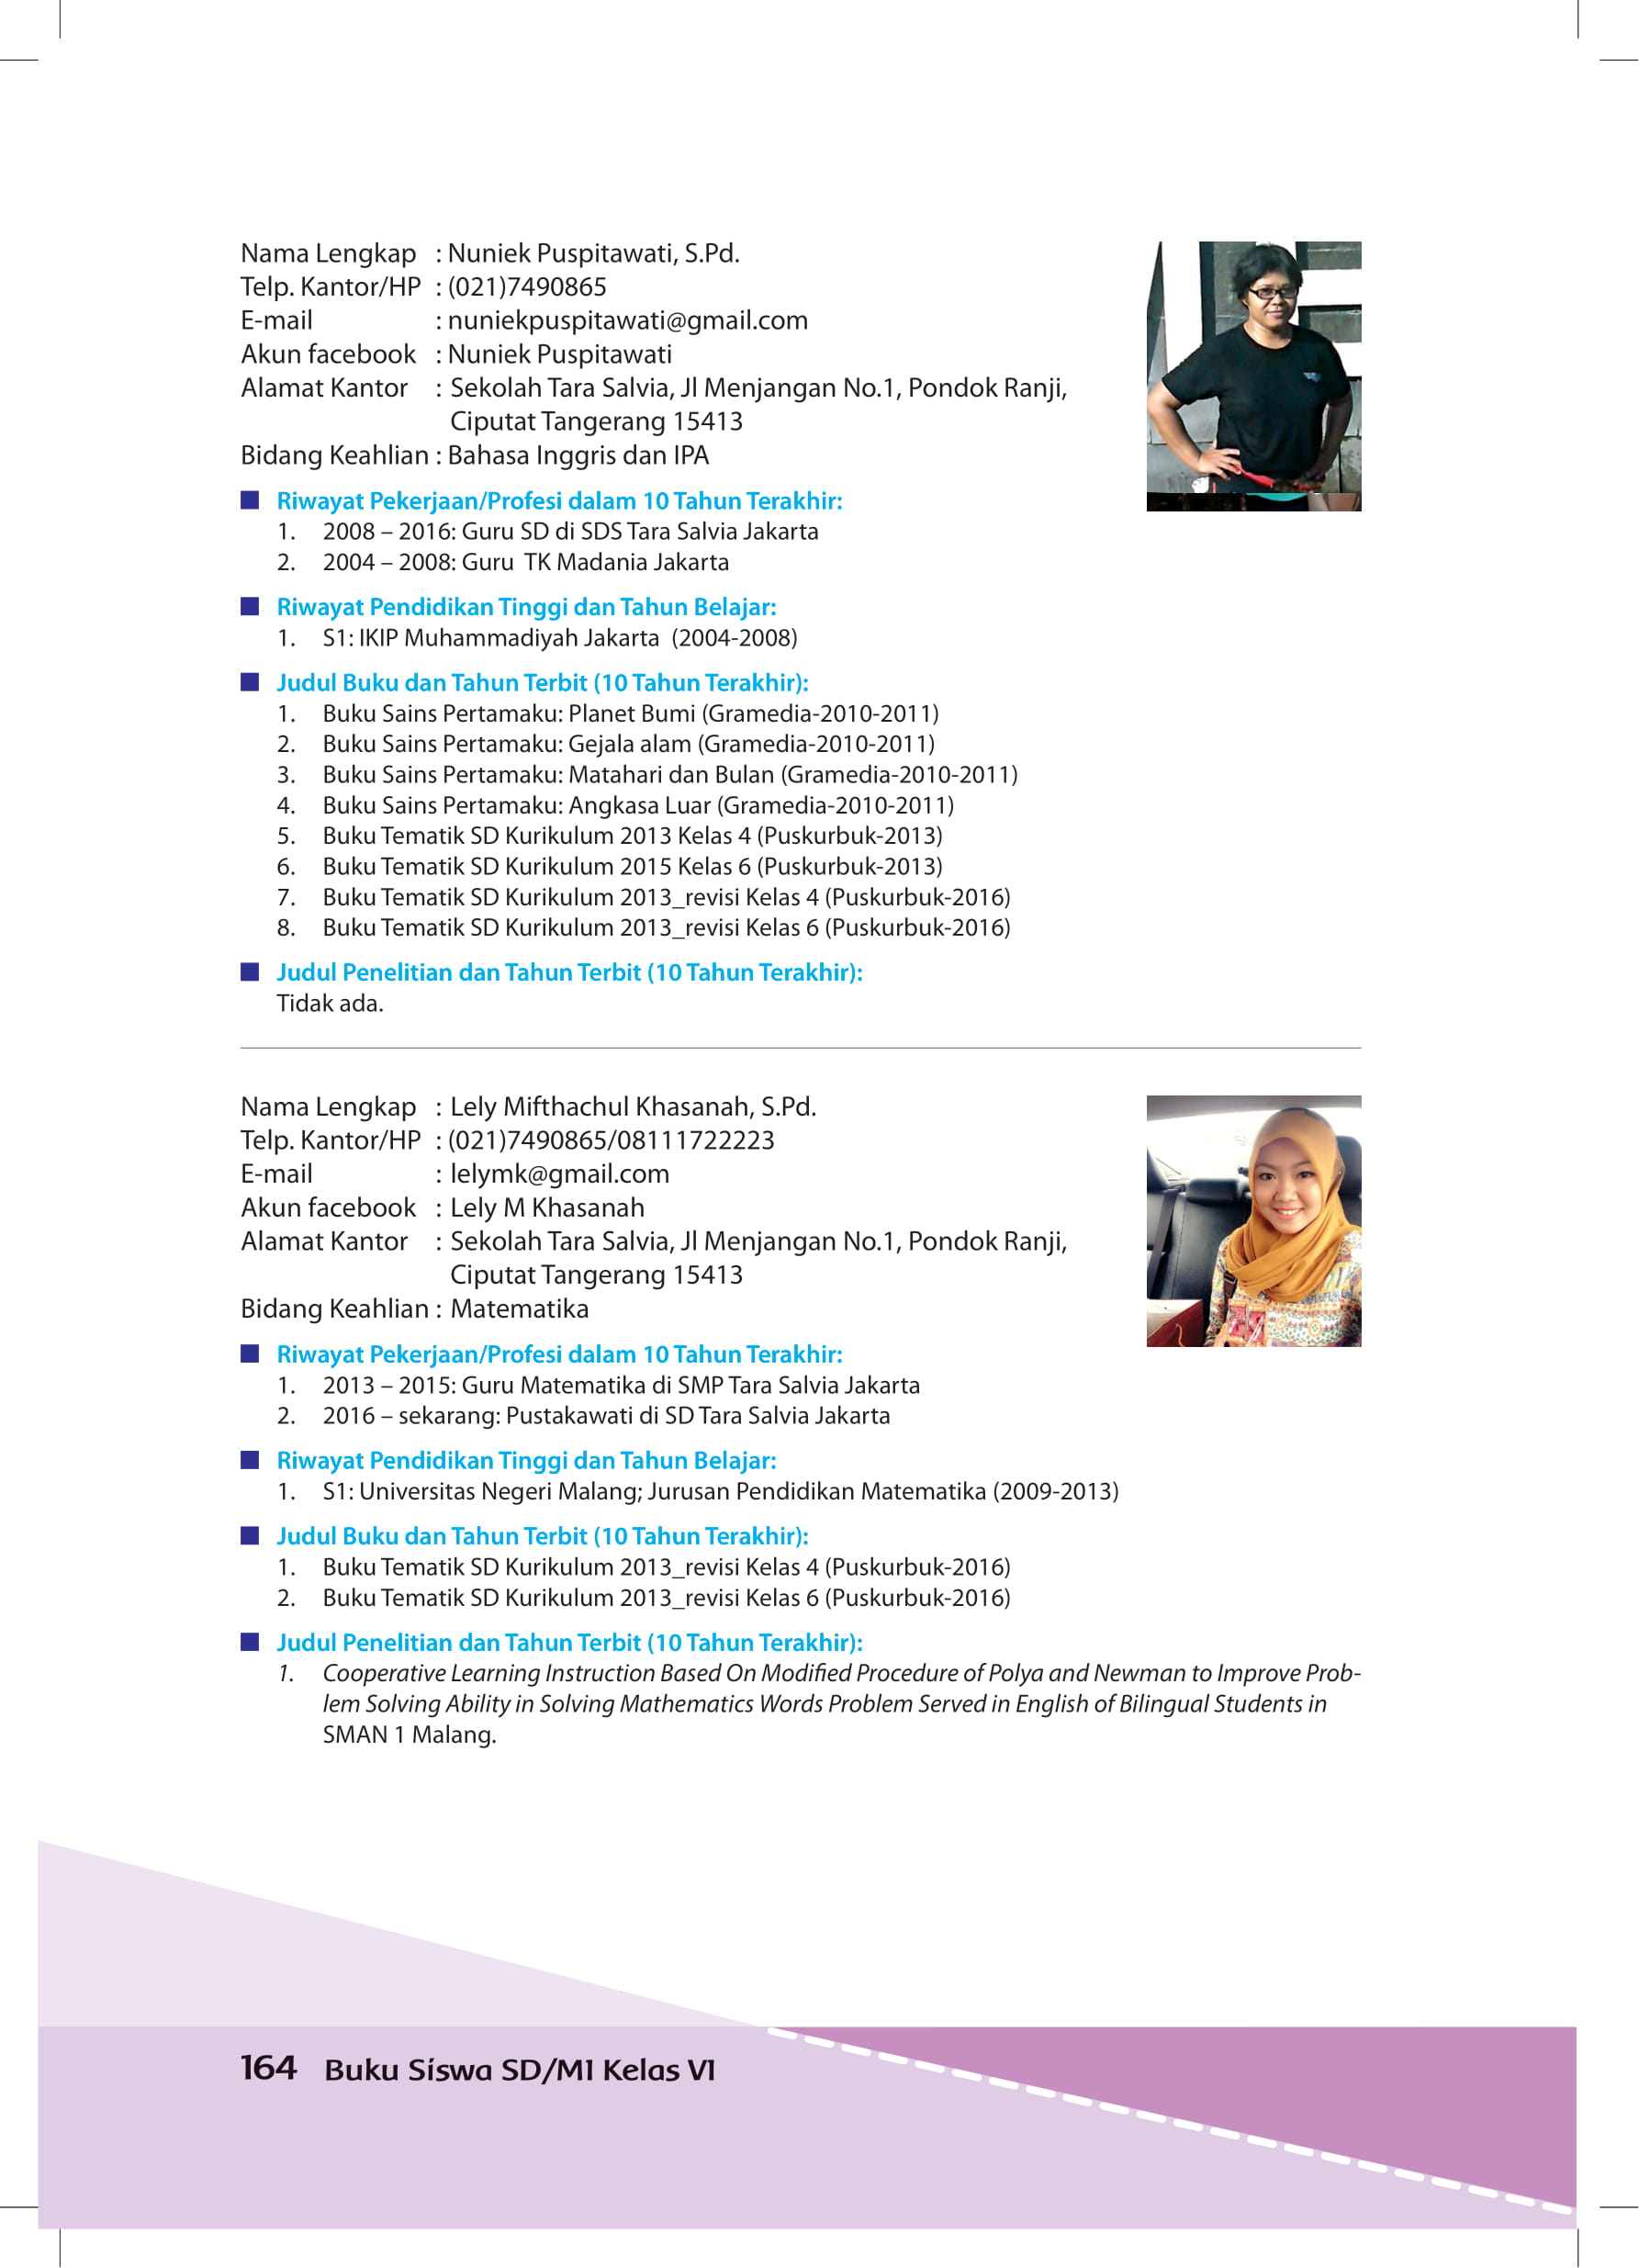 Nama Lengkap : Nuniek Puspitawati, S.Pd.
Telp. Kantor/HP : (021)7490865
E-mail : nuniekpuspitawati@gmail.com
Akun facebook : Nuniek Puspitawati
Alamat Kantor : Sekolah Tara Salvia, Jl Menjangan No.1, Pondok Ranji,
Ciputat Tangerang 15413
Bidang Keahlian : Bahasa Inggris dan IPA
Riwayat Pekerjaan/Profesi dalam 10 Tahun Terakhir:
1. 2008 – 2016: Guru SD di SDS Tara Salvia Jakarta
2. 2004 – 2008: Guru TK Madania Jakarta
Riwayat Pendidikan Tinggi dan Tahun Belajar:
1. S1: IKIP Muhammadiyah Jakarta (2004-2008)
Judul Buku dan Tahun Terbit (10 Tahun Terakhir):
1. Buku Sains Pertamaku: Planet Bumi (Gramedia-2010-2011)
2. Buku Sains Pertamaku: Gejala alam (Gramedia-2010-2011)
3. Buku Sains Pertamaku: Matahari dan Bulan (Gramedia-2010-2011)
4. Buku Sains Pertamaku: Angkasa Luar (Gramedia-2010-2011)
5. Buku Tematik SD Kurikulum 2013 Kelas 4 (Puskurbuk-2013)
6. Buku Tematik SD Kurikulum 2015 Kelas 6 (Puskurbuk-2013)
7. Buku Tematik SD Kurikulum 2013_revisi Kelas 4 (Puskurbuk-2016)
8. Buku Tematik SD Kurikulum 2013_revisi Kelas 6 (Puskurbuk-2016)
Judul Penelitian dan Tahun Terbit (10 Tahun Terakhir):
Tidak ada.
Nama Lengkap : Lely Mifthachul Khasanah, S.Pd.
Telp. Kantor/HP : (021)7490865/08111722223
E-mail : lelymk@gmail.com
Akun facebook : Lely M Khasanah
Alamat Kantor : Sekolah Tara Salvia, Jl Menjangan No.1, Pondok Ranji,
Ciputat Tangerang 15413
Bidang Keahlian : Matematika
Riwayat Pekerjaan/Profesi dalam 10 Tahun Terakhir:
1. 2013 – 2015: Guru Matematika di SMP Tara Salvia Jakarta
2. 2016 – sekarang: Pustakawati di SD Tara Salvia Jakarta
Riwayat Pendidikan Tinggi dan Tahun Belajar:
1. S1: Universitas Negeri Malang; Jurusan Pendidikan Matematika (2009-2013)
Judul Buku dan Tahun Terbit (10 Tahun Terakhir):
1. Buku Tematik SD Kurikulum 2013_revisi Kelas 4 (Puskurbuk-2016)
2. Buku Tematik SD Kurikulum 2013_revisi Kelas 6 (Puskurbuk-2016)
Judul Penelitian dan Tahun Terbit (10 Tahun Terakhir):
1. Cooperative Learning Instruction Based On Modified Procedure of Polya and Newman to Improve Prob-
lem Solving Ability in Solving Mathematics Words Problem Served in English of Bilingual Students in
SMAN 1 Malang.
164 Buku Siswa SD/MI Kelas VI